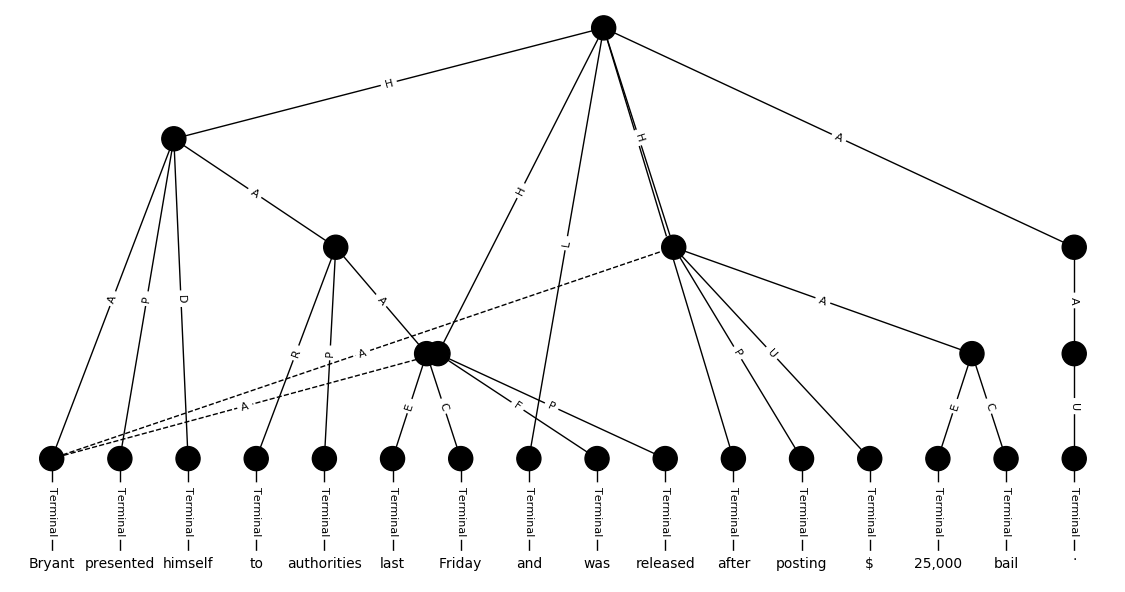 H
H
A
A
H
L
A
P
D
A
A
U
A
R
P
A
P
U
A
E
C
F
P
A
E
C
U
Terminal Terminal Terminal Terminal Terminal Terminal Terminal Terminal Terminal Terminal Terminal Terminal Terminal Terminal Terminal Terminal
Bryant presented himself to authorities last Friday and was released after posting $ 25,000 bail .